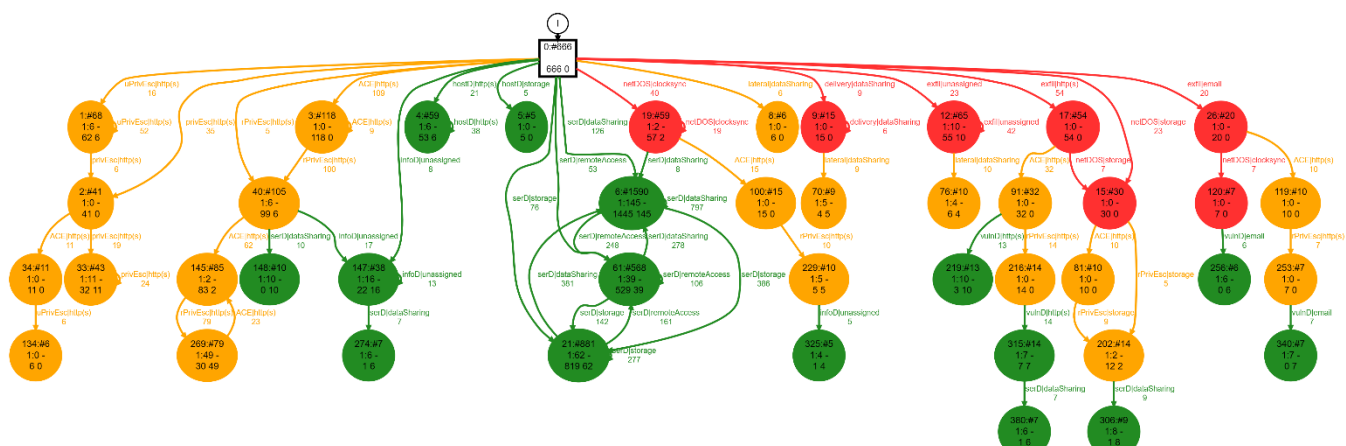 I
0:#666
666 0
uPrivEsc|http(s)
16
privEsc|http(s)
35
rPrivEsc|http(s)
5
ACE|http(s)
109
hostD|http(s)
21
hostD|storage
5
serD|dataSharing
126
netDOS|clocksync
40
lateral|dataSharing
6
delivery|dataSharing
9
exfil|unassigned
23
exfil|http(s)
54
netDOS|storage
23
exfil|email
20
1:#68
1:6 -
62 6
uPrivEsc|http(s)
52
3:#118
1:0 -
118 0
ACE|http(s)
9
4:#59
1:6 -
53 6
hostD|http(s)
38
5:#5
1:0 -
5 0
19:#59
1:2 -
57 2
netDOS|clocksync
19
8:#6
1:0 -
6 0
9:#15
1:0 -
15 0
delivery|dataSharing
6
12:#65
1:10 -
55 10
exfil|unassigned
42
17:#54
1:0 -
54 0
26:#20
1:0 -
20 0
privEsc|http(s)
6
rPrivEsc|http(s)
100
infoD|unassigned
8
serD|remoteAccess
53
serD|dataSharing
8
ACE|http(s)
15
lateral|dataSharing
9
lateral|dataSharing
10
ACE|http(s)
32
netDOS|storage
7
netDOS|clocksync
7
ACE|http(s)
10
2:#41
1:0 -
41 0
40:#105
1:6 -
99 6
serD|storage
76
6:#1590
1:145 -
1445 145
serD|dataSharing
797
100:#15
1:0 -
15 0
70:#9
1:5 -
4 5
76:#10
1:4 -
6 4
91:#32
1:0 -
32 0
15:#30
1:0 -
30 0
120:#7
1:0 -
7 0
119:#10
1:0 -
10 0
ACE|http(s)
11
privEsc|http(s)
19
ACE|http(s)
62
serD|dataSharing
10
infoD|unassigned
17
serD|remoteAccess
248
serD|dataSharing
278
rPrivEsc|http(s)
10
vulnD|http(s)
13
rPrivEsc|http(s)
14
ACE|http(s)
10
rPrivEsc|storage
5
vulnD|email
6
rPrivEsc|http(s)
7
34:#11
1:0 -
11 0
33:#43
1:11 -
32 11
privEsc|http(s)
24
145:#85
1:2 -
83 2
148:#10
1:10 -
0 10
147:#38
1:16 -
22 16
infoD|unassigned
13
serD|dataSharing
381
61:#568
1:39 -
529 39
serD|remoteAccess
106
serD|storage
386
229:#10
1:5 -
5 5
219:#13
1:10 -
3 10
216:#14
1:0 -
14 0
81:#10
1:0 -
10 0
256:#6
1:6 -
0 6
253:#7
1:0 -
7 0
uPrivEsc|http(s)
6
rPrivEsc|http(s)
79
ACE|http(s)
23
serD|dataSharing
7
serD|storage
142
serD|remoteAccess
161
infoD|unassigned
5
vulnD|http(s)
14
rPrivEsc|storage
9
vulnD|email
7
134:#6
1:0 -
6 0
269:#79
1:49 -
30 49
274:#7
1:6 -
1 6
21:#881
1:62 -
819 62
serD|storage
277
325:#5
1:4 -
1 4
315:#14
1:7 -
7 7
202:#14
1:2 -
12 2
340:#7
1:7 -
0 7
serD|dataSharing
7
serD|dataSharing
9
380:#7
1:6 -
1 6
306:#9
1:8 -
1 8